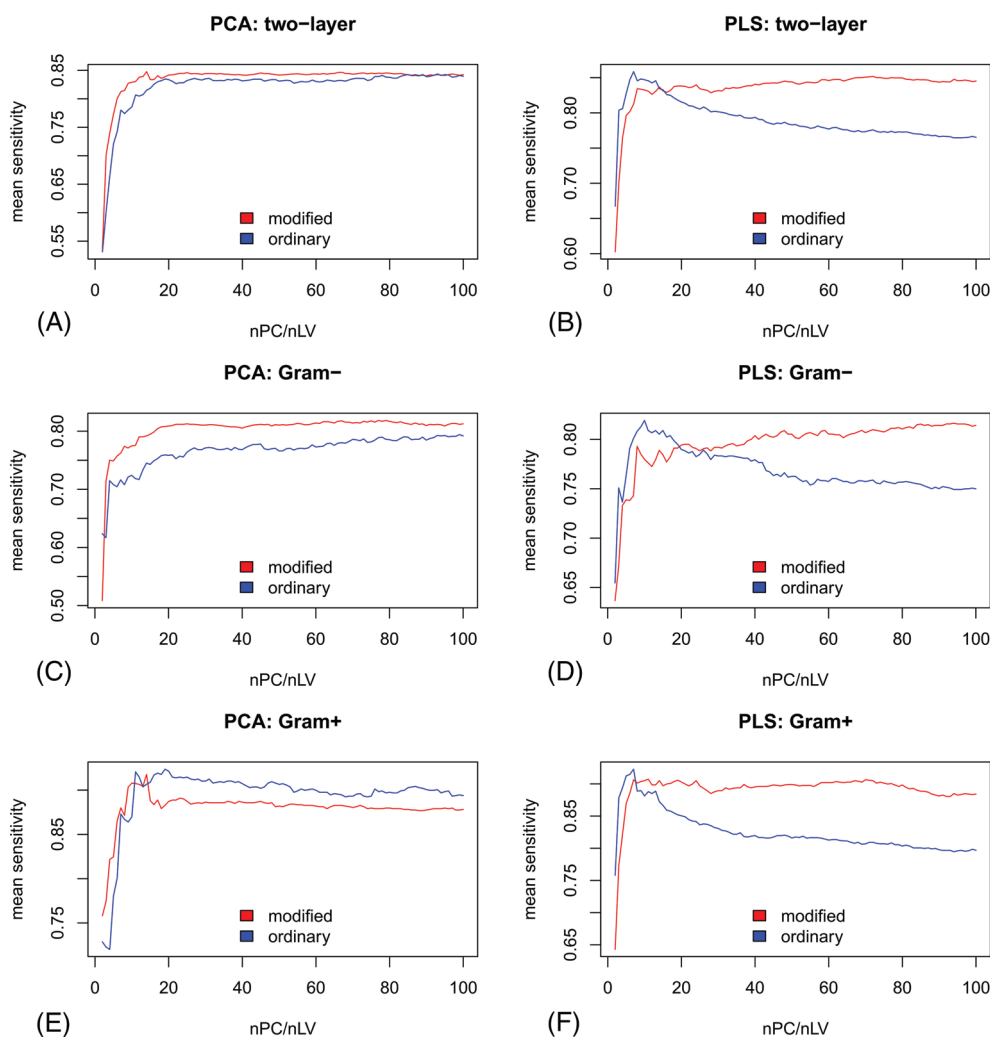 PCA: two−layer
mean sensitivity
0.55 0.65 0.75 0.85
modified
ordinary
0 20 40 60 80 100
nPC/nLV
(A)
PLS: two−layer
mean sensitivity
0.60 0.70 0.80
modified
ordinary
0 20 40 60 80 100
nPC/nLV
(B)
PCA: Gram−
mean sensitivity
0.50 0.60 0.70 0.80
modified
ordinary
0 20 40 60 80 100
nPC/nLV
(C)
PLS: Gram−
mean sensitivity
0.65 0.70 0.75 0.80
modified
ordinary
0 20 40 60 80 100
nPC/nLV
(D)
PCA: Gram+
mean sensitivity
0.75 0.85
modified
ordinary
0 20 40 60 80 100
nPC/nLV
(E)
PLS: Gram+
mean sensitivity
0.65 0.75 0.85
modified
ordinary
0 20 40 60 80 100
nPC/nLV
(F)